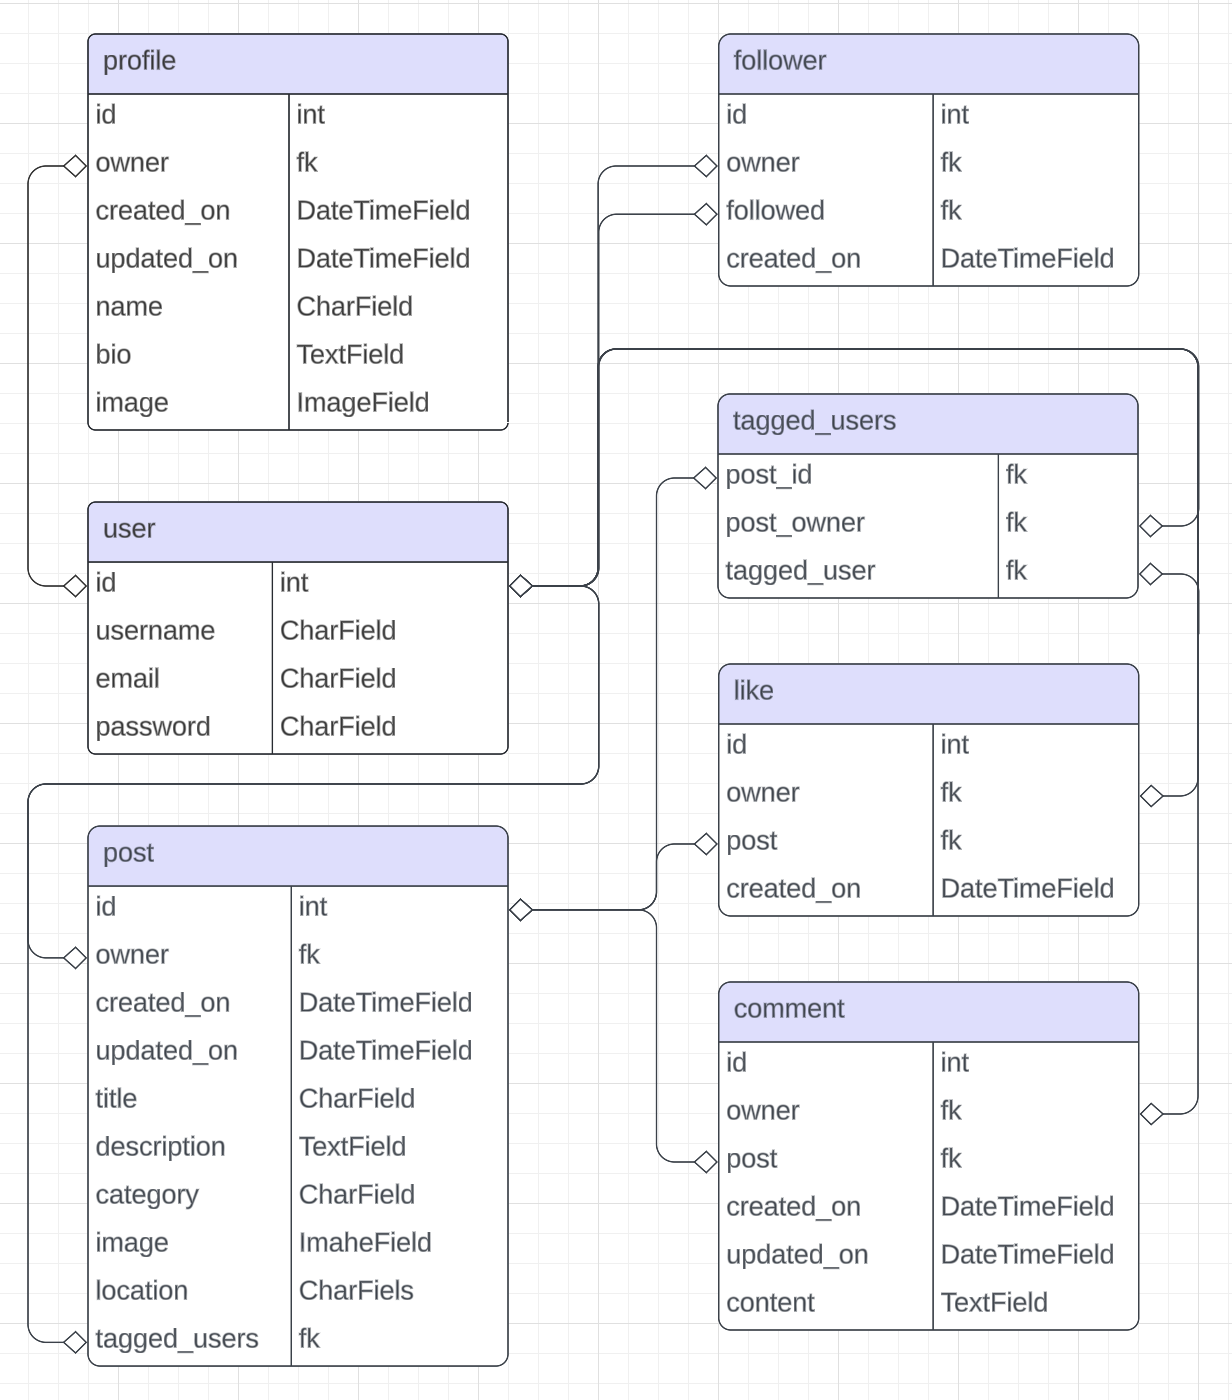 profile
id int
owner fk
created_on DateTimeField
updated_on DateTimeField
name CharField
bio TextField
image ImageField
user
id int
username CharField
email CharField
password CharField
post
id int
owner fk
created_on DateTimeField
updated_on DateTimeField
title CharField
description TextField
category CharField
image ImaheField
location CharFiels
tagged_users fk
follower
id int
owner fk
followed fk
created_on DateTimeField
tagged_users
post_id fk
post_owner fk
tagged_user fk
like
id int
owner fk
post fk
created_on DateTimeField
comment
id int
owner fk
post fk
created_on DateTimeField
updated_on DateTimeField
content TextField